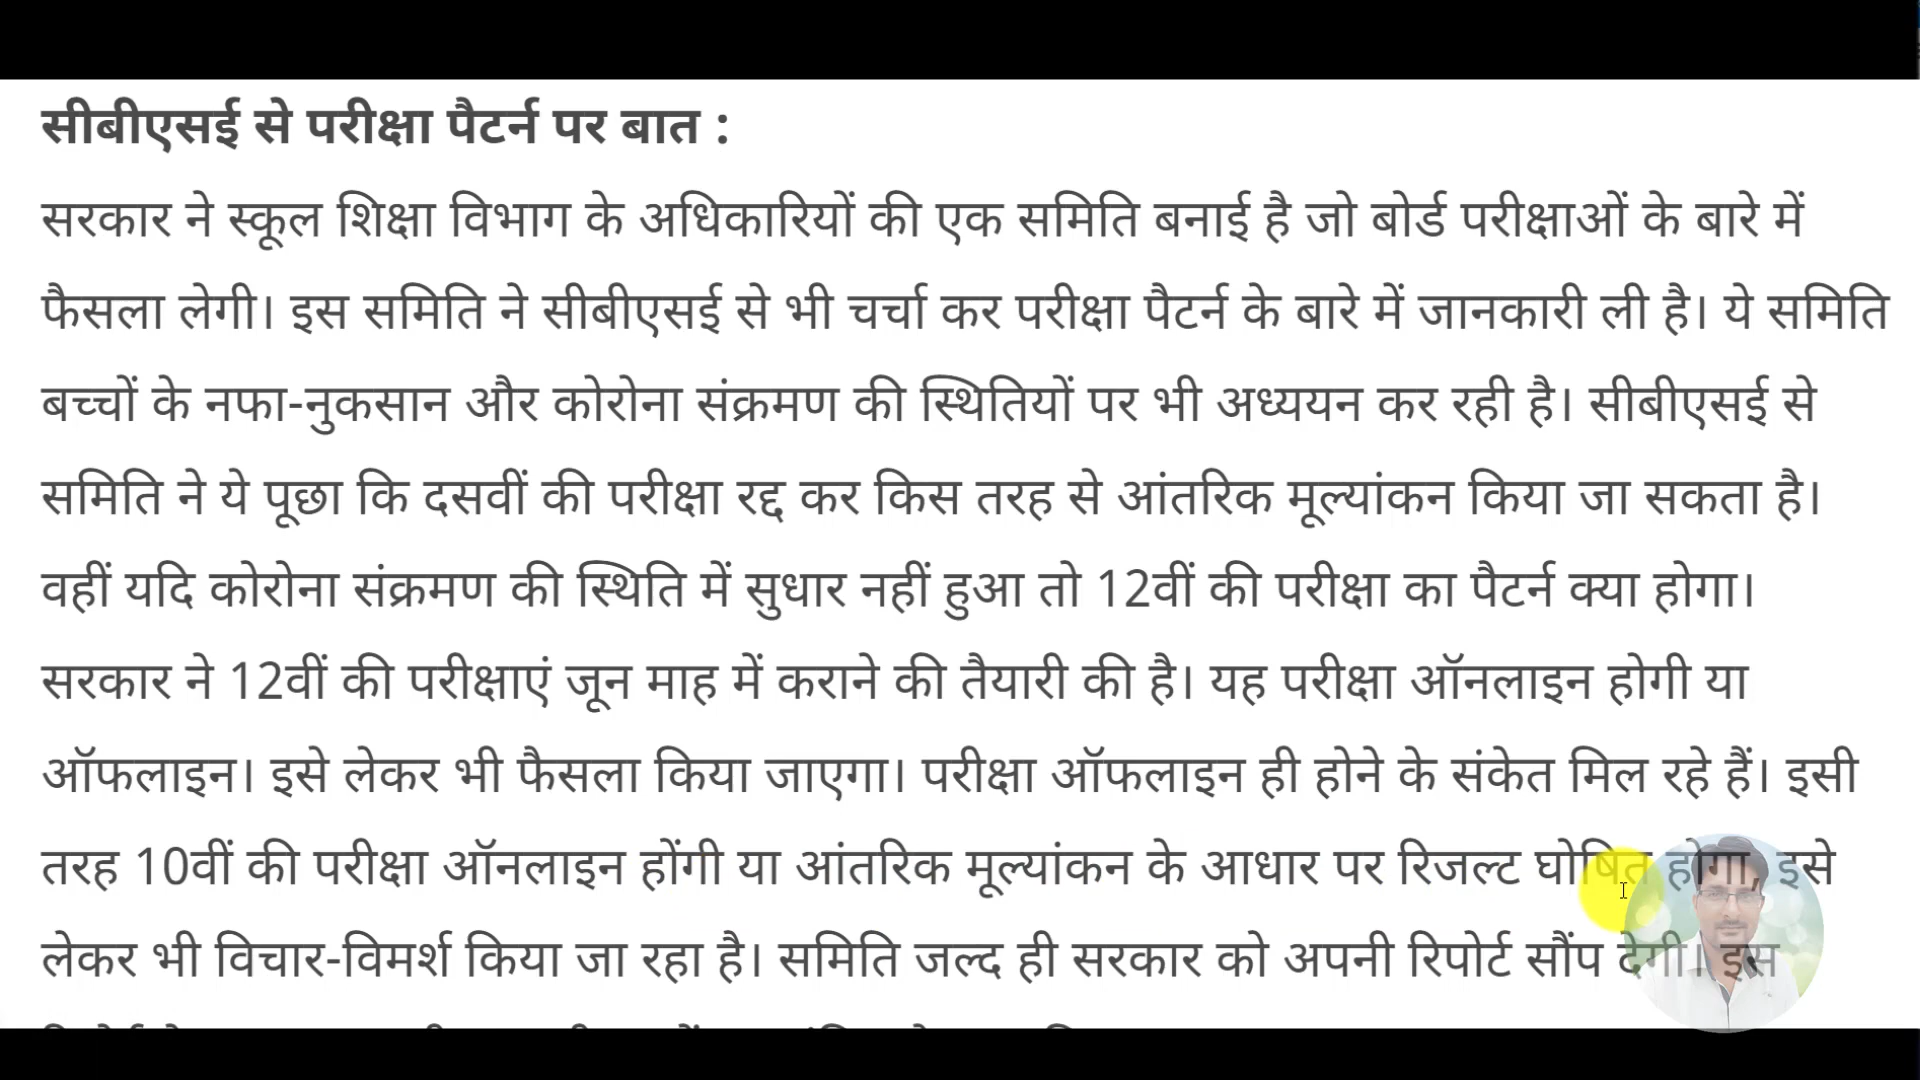 सीबीएसई से परीक्षा पैटर्न पर बात :
सरकार ने स्कूल शिक्षा विभाग के अधिकारियों की एक समिति बनाई है जो बोर्ड परीक्षाओं के बारे में
फैसला लेगी। इस समिति ने सीबीएसई से भी चर्चा कर परीक्षा पैटर्न के बारे में जानकारी ली है। ये समिति
बच्चों के नफा-नुकसान और कोरोना संक्रमण की स्थितियों पर भी अध्ययन कर रही है। सीबीएसई से
समिति ने ये पूछा कि दसवीं की परीक्षा रद्द कर किस तरह से आंतरिक मूल्यांकन किया जा सकता है।
वहीं यदि कोरोना संक्रमण की स्थिति में सुधार नहीं हुआ तो 12वीं की परीक्षा का पैटर्न क्या होगा।
सरकार ने 12वीं की परीक्षाएं जून माह में कराने की तैयारी की है। यह परीक्षा ऑनलाइन होगी या
ऑफलाइन। इसे लेकर भी फैसला किया जाएगा। परीक्षा ऑफलाइन ही होने के संकेत मिल रहे हैं। इसी
तरह 10वीं की परीक्षा ऑनलाइन होंगी या आंतरिक मूल्यांकन के आधार पर रिजल्ट घोषित होगा, इसे
लेकर भी विचार-विमर्श किया जा रहा है। समिति जल्द ही सरकार को अपनी रिपोर्ट सौंप देगी। इस